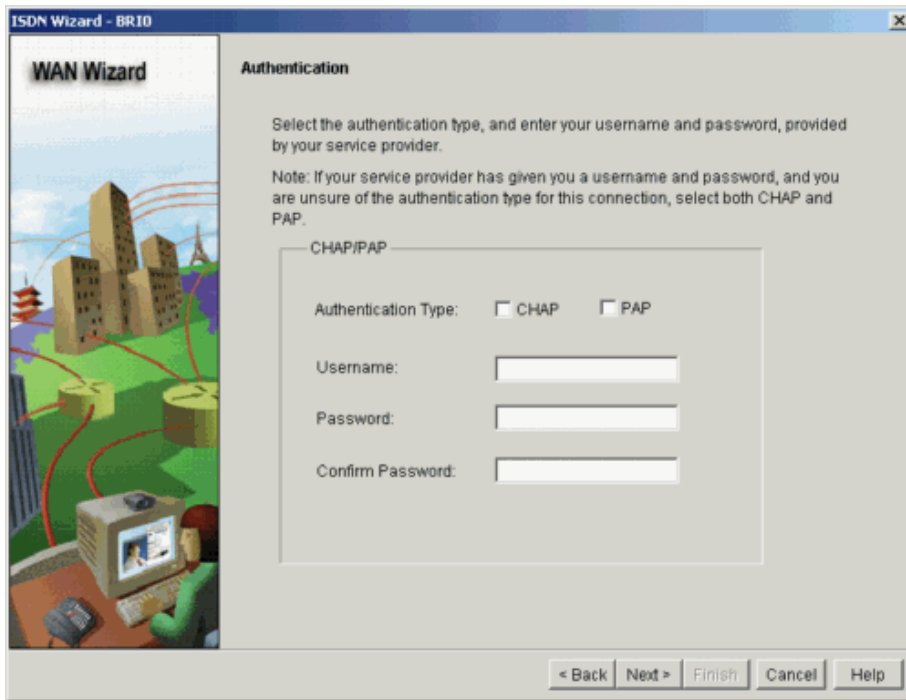 ISDN Wizard - BRI0
WAN Wizard
Authentication
Select the authentication type, and enter your username and password, provided
by your service provider.
Note: If your service provider has given you a username and password, and you
are unsure of the authentication type for this connection, select both CHAP and
PAP.
CHAP/PAP
Authentication Type: CHAP PAP
Username:
Password:
Confirm Password:
< Back Next > Finish Cancel Help